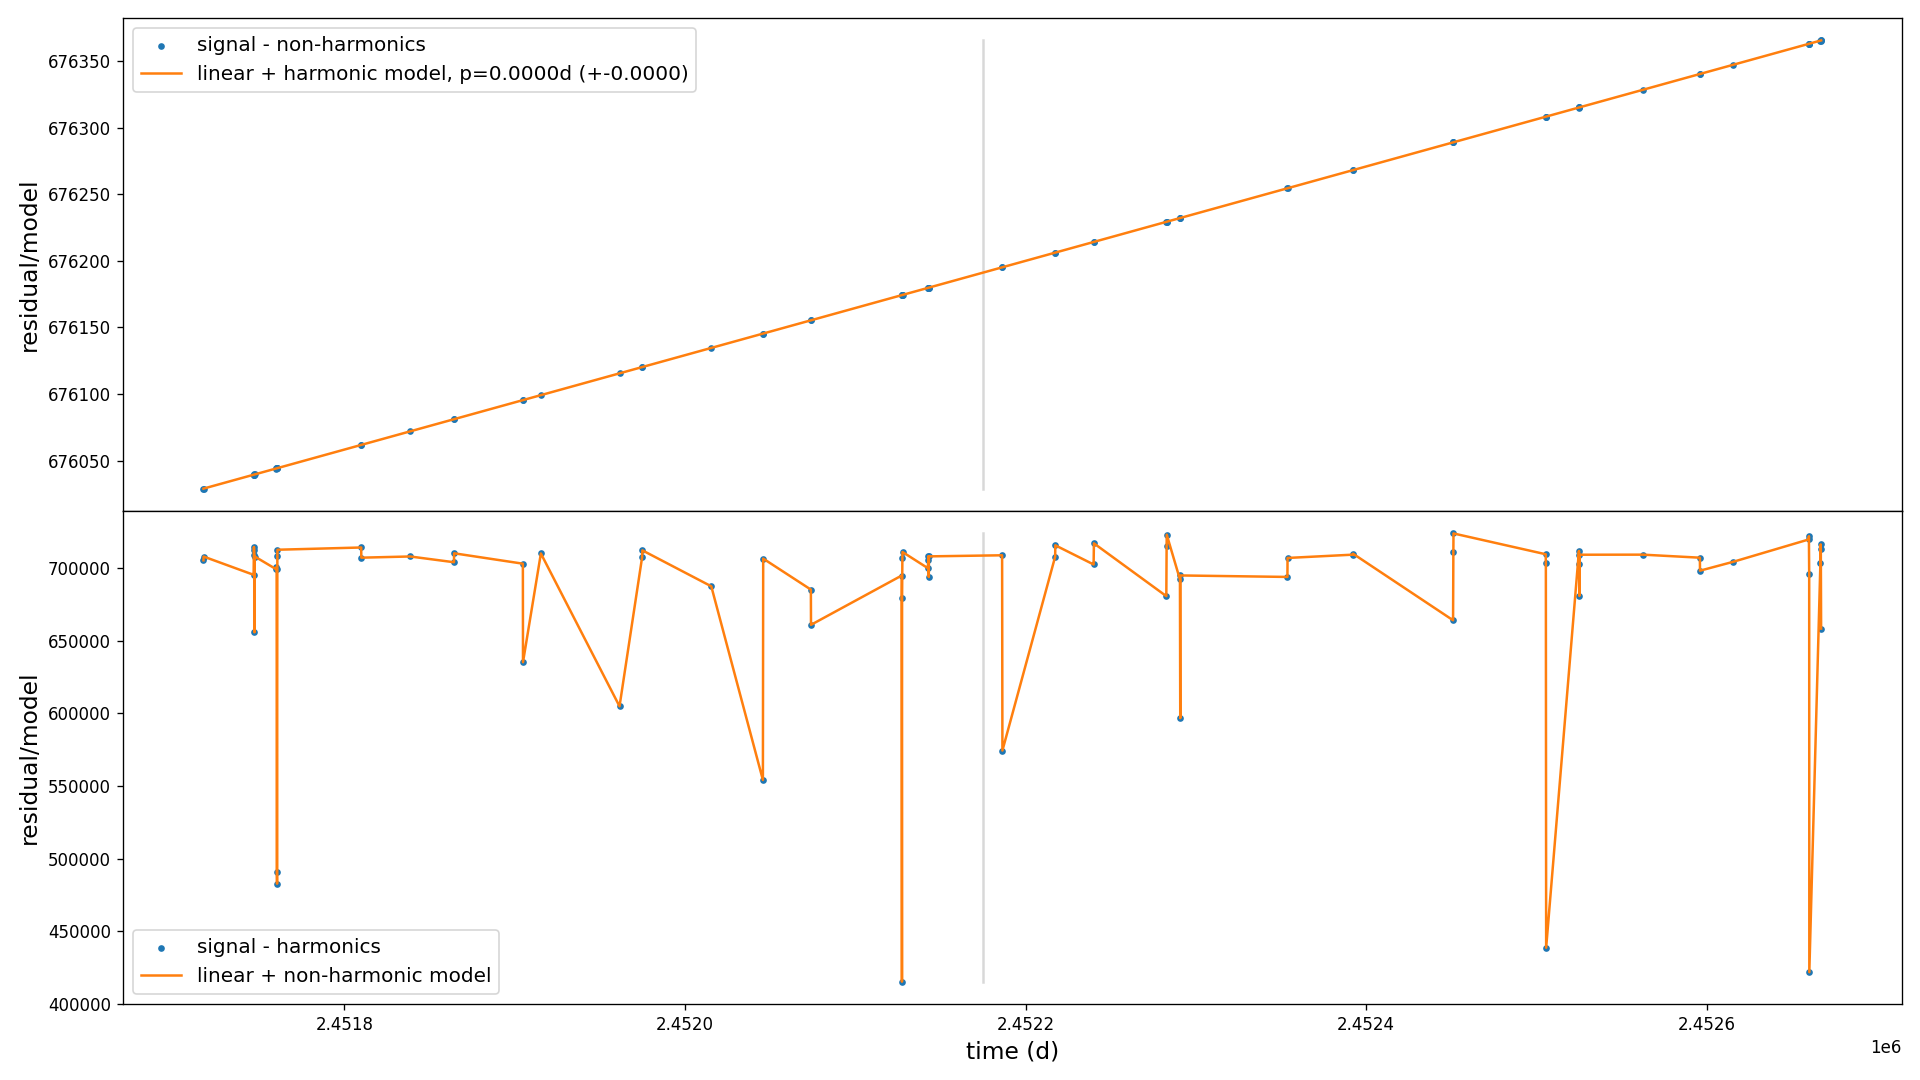 signal - non-harmonics
linear + harmonic model, p=0.0000d (+-0.0000)
676350
676300
676250
676200
676150
676100
676050
residual/model
700000
650000
600000
550000
500000
450000
400000
residual/model
signal - harmonics
linear + non-harmonic model
2.4518
2.4520
2.4522
2.4524
2.4526
time (d)
1e6